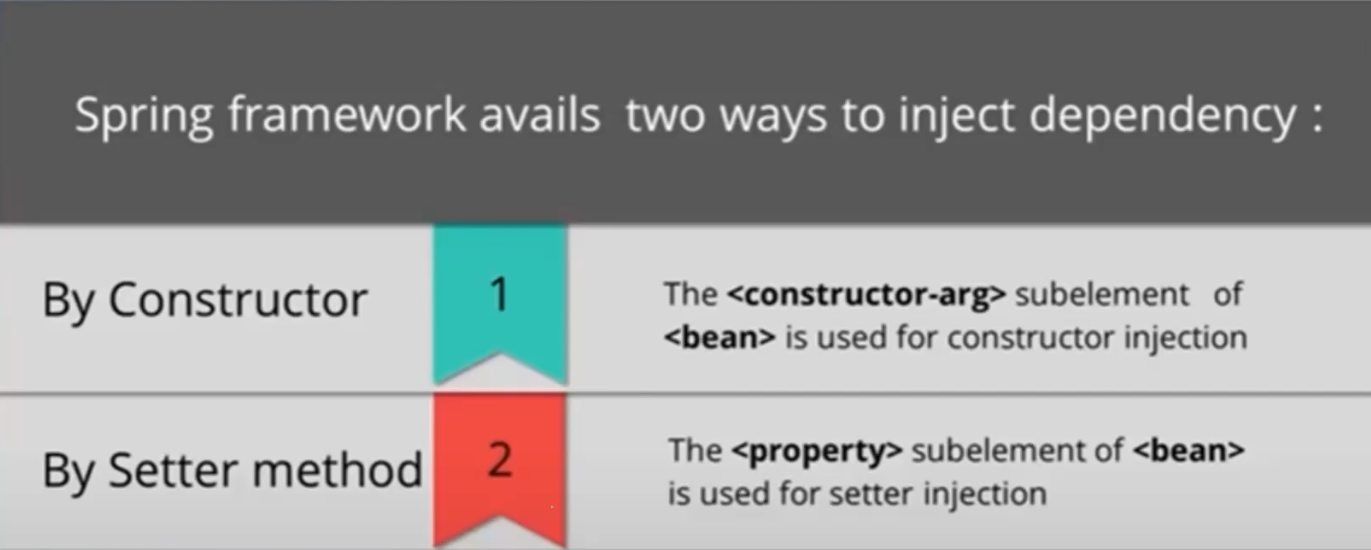 Spring framework avails two ways to inject dependency :
By Constructor
1
The <constructor-arg> subelement of
<bean> is used for constructor injection
By Setter method
2
The <property> subelement of <bean>
is used for setter injection